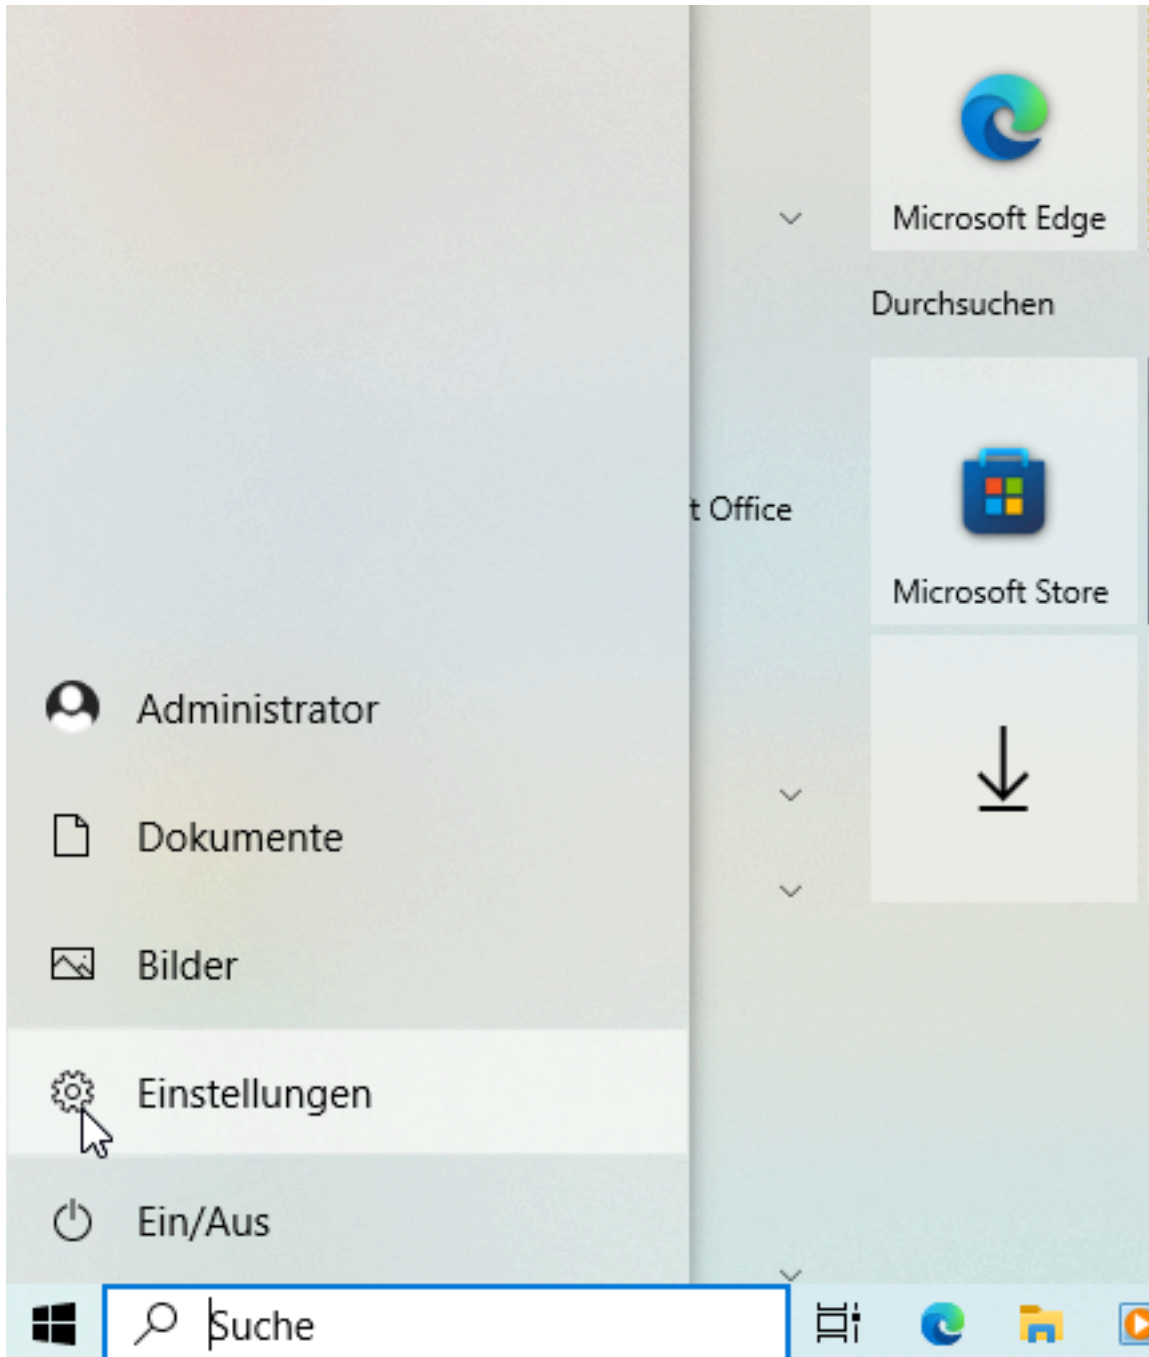 Microsoft Edge
Durchsuchen
t Office
Microsoft Store
Administrator
Dokumente
Bilder
Einstellungen
Ein/Aus
Suche